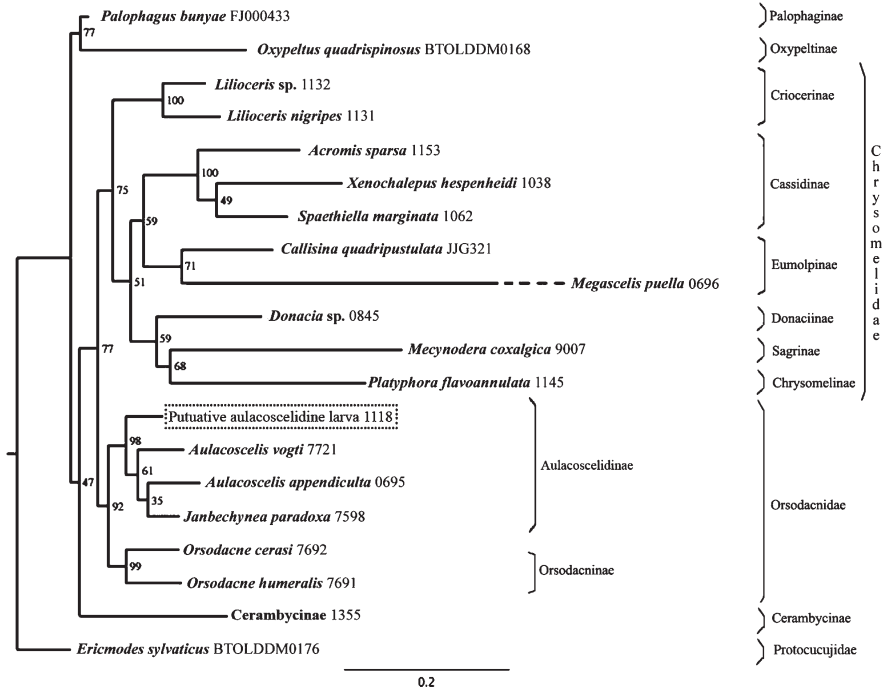 Palophagus bunyae FJ000433
Palophaginae
77
Oxypeltus quadrispinosus BTOLDDM0168
Oxypeltinae
Lilioceris sp. 1132
100
Criocerinae
Lilioceris nigripes 1131
Acromis sparsa 1153
100
Xenochalepus hespenheidi 1038
Cassidinae
49
Spaethiella marginata 1062
75
59
Callisina quadripustulata JJG321
71
Eumolpinae
Megascelis puella 0696
51
Donacia sp. 0845
Donaciinae
59
Mecynodera coxalgica 9007
Sagrinae
68
Platyphora flavoannulata 1145
Chrysomelinae
Chrysomelidae
77
Putuative aulacoscelidine larva 1118
98
Aulacoscelis vogti 7721
61
Aulacoscelidinae
Aulacoscelis appendiculta 0695
35
Janbechynea paradoxa 7598
47
92
Orsodacnidae
Orsodacne cerasi 7692
99
Orsodacninae
Orsodacne humeralis 7691
Cerambycinae 1355
Cerambycinae
Ericmodes sylvaticus BTOLDDM0176
Protocucujidae
0.2